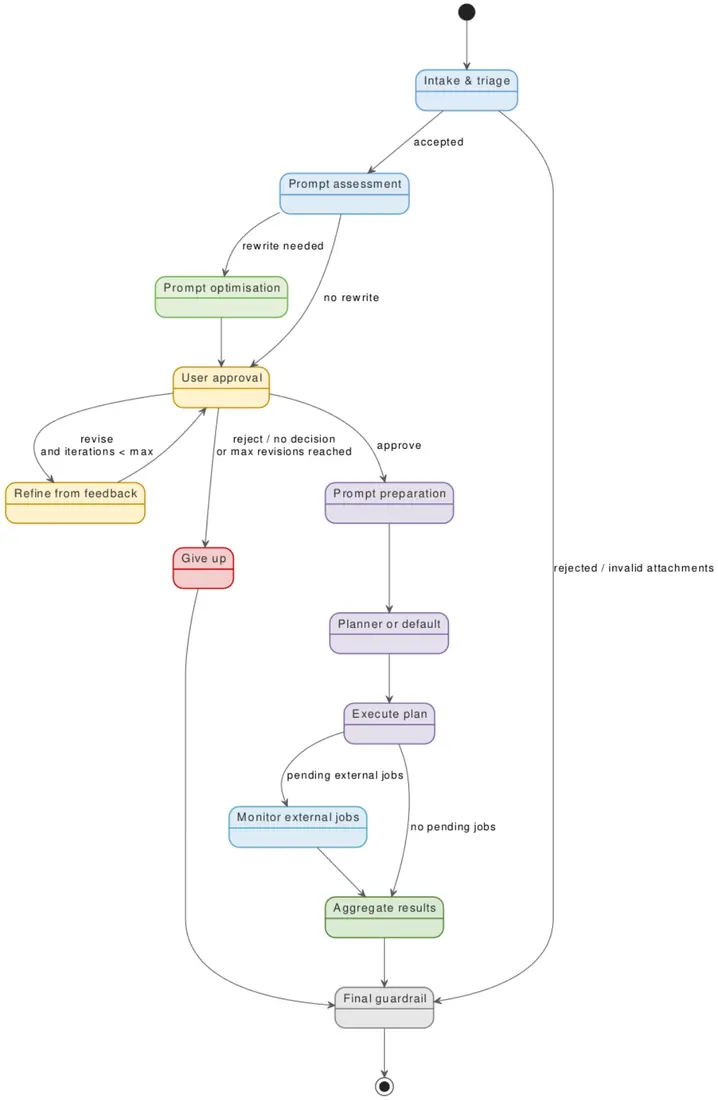 Intake & triage
accepted
Prompt assessment
rewrite needed
Prompt optimisation
no rewrite
User approval
revise
and iterations < max
reject / no decision
or max revisions reached
approve
Refine from feedback
Prompt preparation
Give up
rejected / invalid attachments
Planner or default
Execute plan
pending external jobs
Monitor external jobs
no pending jobs
Aggregate results
Final guardrail